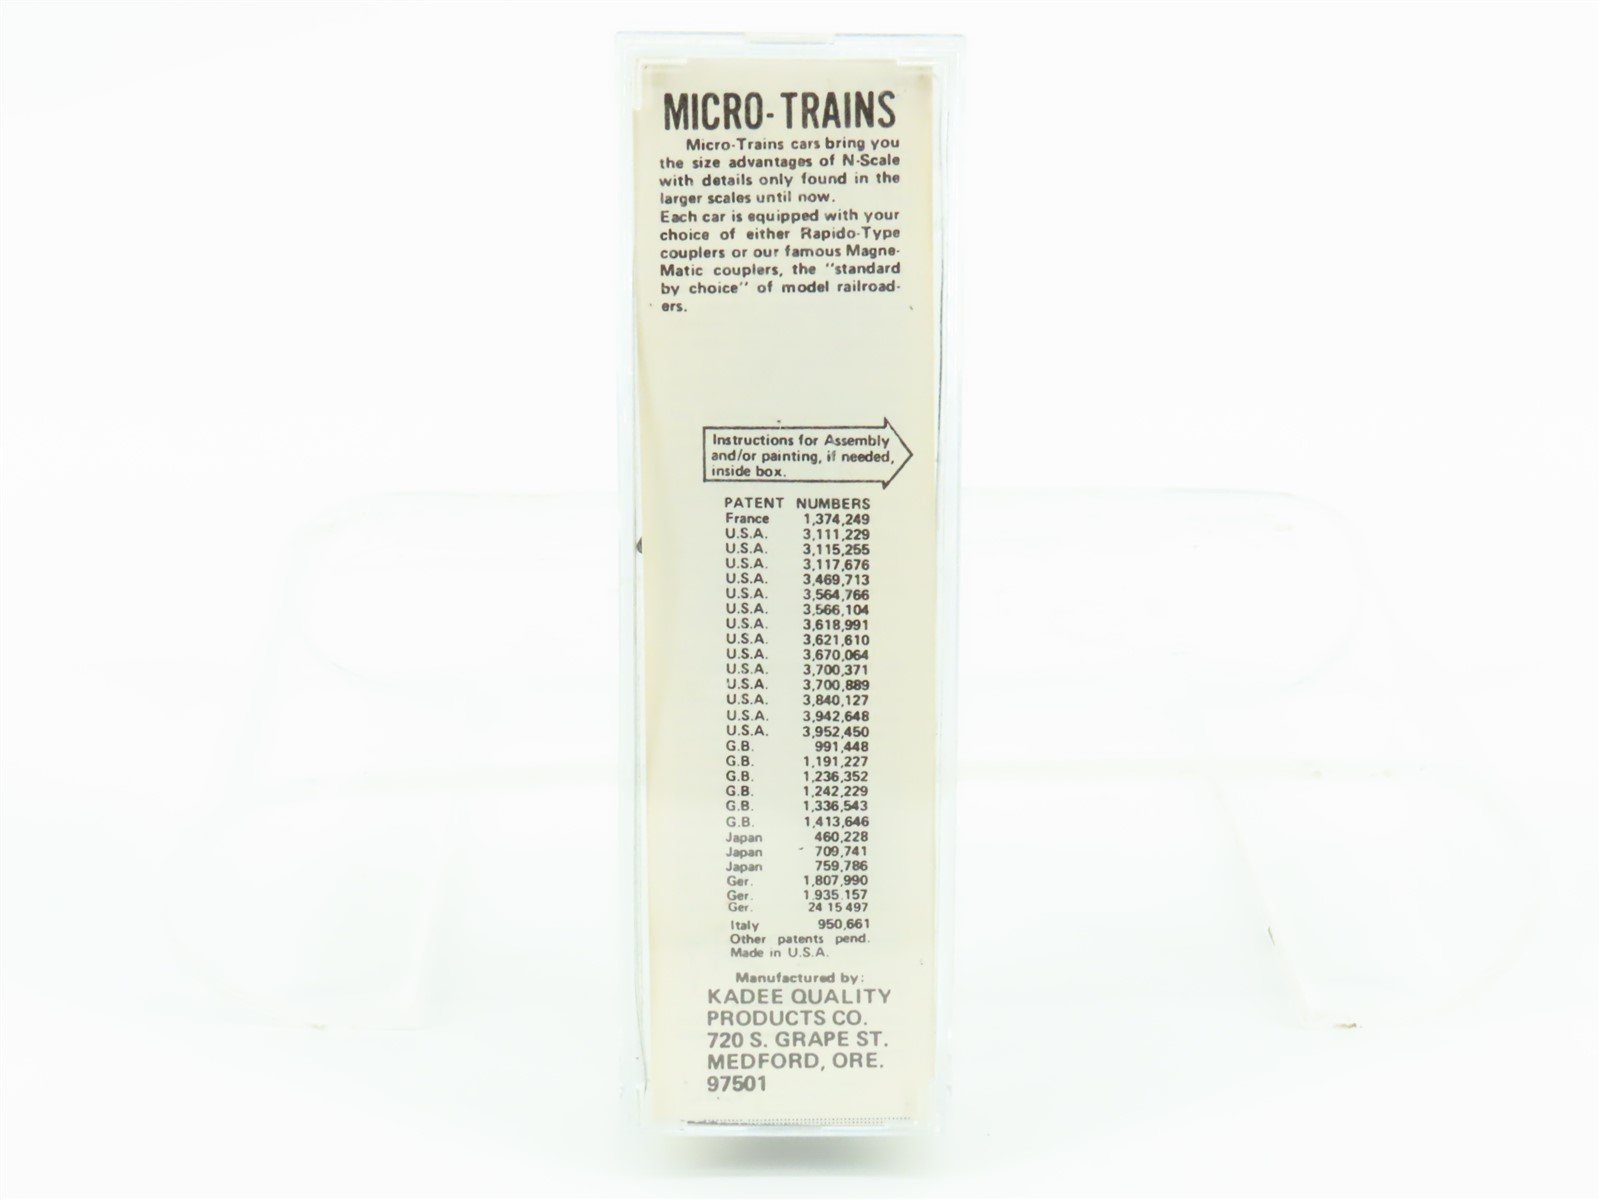 MICRO-TRAINS
Micro-Trains cars bring you
the size advantages of N-Scale
with details only found in the
larger scales until now.
Each car is equipped with your
choice of either Rapido-Type
couplers or our famous Magne-
Matic couplers, the "standard
by choice" of model railroad-
ers.
Instructions for Assembly
and/or painting, if needed,
inside box.
PATENT NUMBERS
France 1,374,249
U.S.A. 3,111,229
U.S.A. 3,115,255
U.S.A. 3,117,676
U.S.A. 3,469,713
U.S.A. 3,564,766
U.S.A. 3,566,104
U.S.A. 3,618,991
U.S.A. 3,621,610
U.S.A. 3,670,064
U.S.A. 3,700,371
U.S.A. 3,700,889
U.S.A. 3,840,127
U.S.A. 3,942,648
U.S.A. 3,952,450
G.B. 991,448
G.B. 1,191,227
G.B. 1,236,352
G.B. 1,242,229
G.B. 1,336,543
G.B. 1,413,646
Japan 460,228
Japan 709,741
Japan 759,786
Ger. 1,807,990
Ger. 1.935.157
Ger. 24 15 497
Italy 950,661
Other patents pend.
Made in U.S.A.
Manufactured by:
KADEE QUALITY
PRODUCTS CO.
720 S. GRAPE ST.
MEDFORD, ORE.
97501